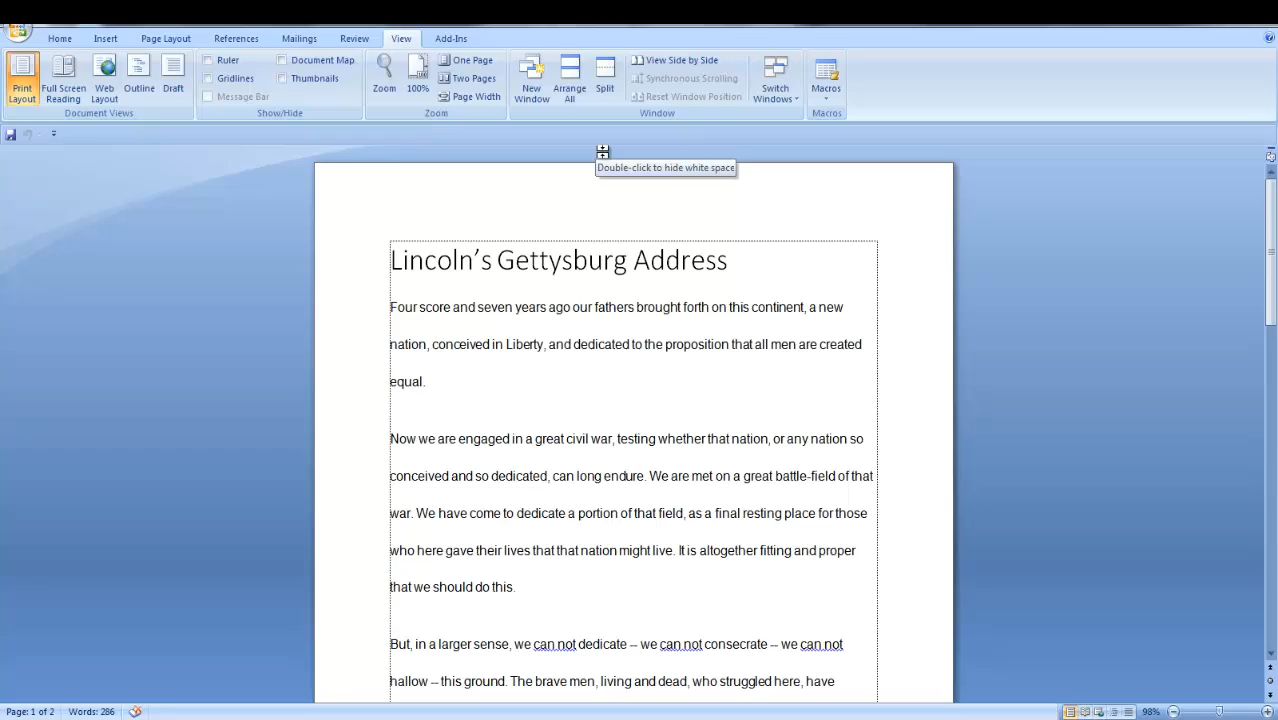 Home Insert Page Layout References Mailings Review View Add-Ins
Print Layout Full Screen Reading Web Layout Outline Draft
Document Views
Ruler Document Map
Gridlines Thumbnails
Message Bar
Show/Hide
Zoom 100% One Page
Two Pages
Page Width
Zoom
New Window Arrange All Split View Side by Side
Synchronous Scrolling
Reset Window Position
Switch Windows
Window
Macros
Macros
Double-click to hide white space
Lincoln’s Gettysburg Address
Four score and seven years ago our fathers brought forth on this continent, a new
nation, conceived in Liberty, and dedicated to the proposition that all men are created
equal.
Now we are engaged in a great civil war, testing whether that nation, or any nation so
conceived and so dedicated, can long endure. We are met on a great battle-field of that
war. We have come to dedicate a portion of that field, as a final resting place for those
who here gave their lives that that nation might live. It is altogether fitting and proper
that we should do this.
But, in a larger sense, we can not dedicate -- we can not consecrate -- we can not
hallow -- this ground. The brave men, living and dead, who struggled here, have
Page: 1 of 2 Words: 286 98%